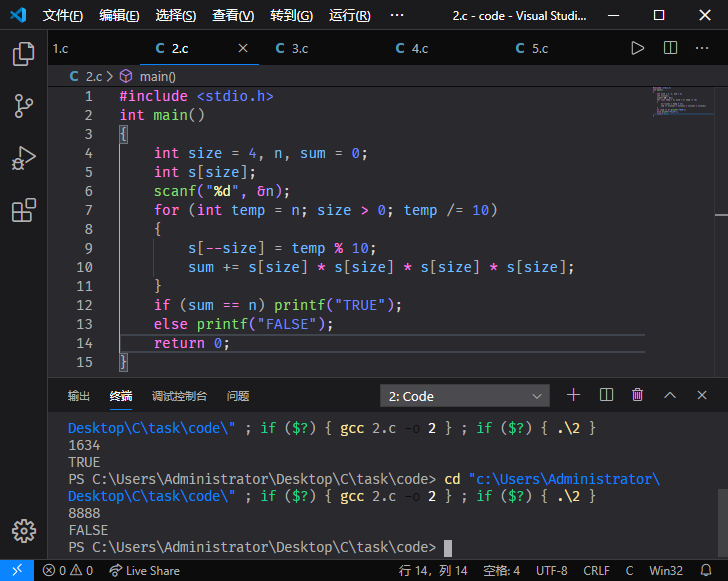 文件(F) 编辑(E) 选择(S) 查看(V) 转到(G) 运行(R) ··· 2.c - code - Visual Studi...
1.c C 2.c × C 3.c C 4.c C 5.c ···
C 2.c > main()
1 #include <stdio.h>
2 int main()
3 {
4 int size = 4, n, sum = 0;
5 int s[size];
6 scanf("%d", &n);
7 for (int temp = n; size > 0; temp /= 10)
8 {
9 s[--size] = temp % 10;
10 sum += s[size] * s[size] * s[size] * s[size];
11 }
12 if (sum == n) printf("TRUE");
13 else printf("FALSE");
14 return 0;
15 }
输出 终端 调试控制台 问题 2: Code
Desktop\C\task\code\" ; if ($?) { gcc 2.c -o 2 } ; if ($?) { .\2 }
1634
TRUE
PS C:\Users\Administrator\Desktop\C\task\code> cd "c:\Users\Administrator\
Desktop\C\task\code\" ; if ($?) { gcc 2.c -o 2 } ; if ($?) { .\2 }
8888
FALSE
PS C:\Users\Administrator\Desktop\C\task\code>
0 0 Live Share 行 14，列 14 空格: 4 UTF-8 CRLF C Win32